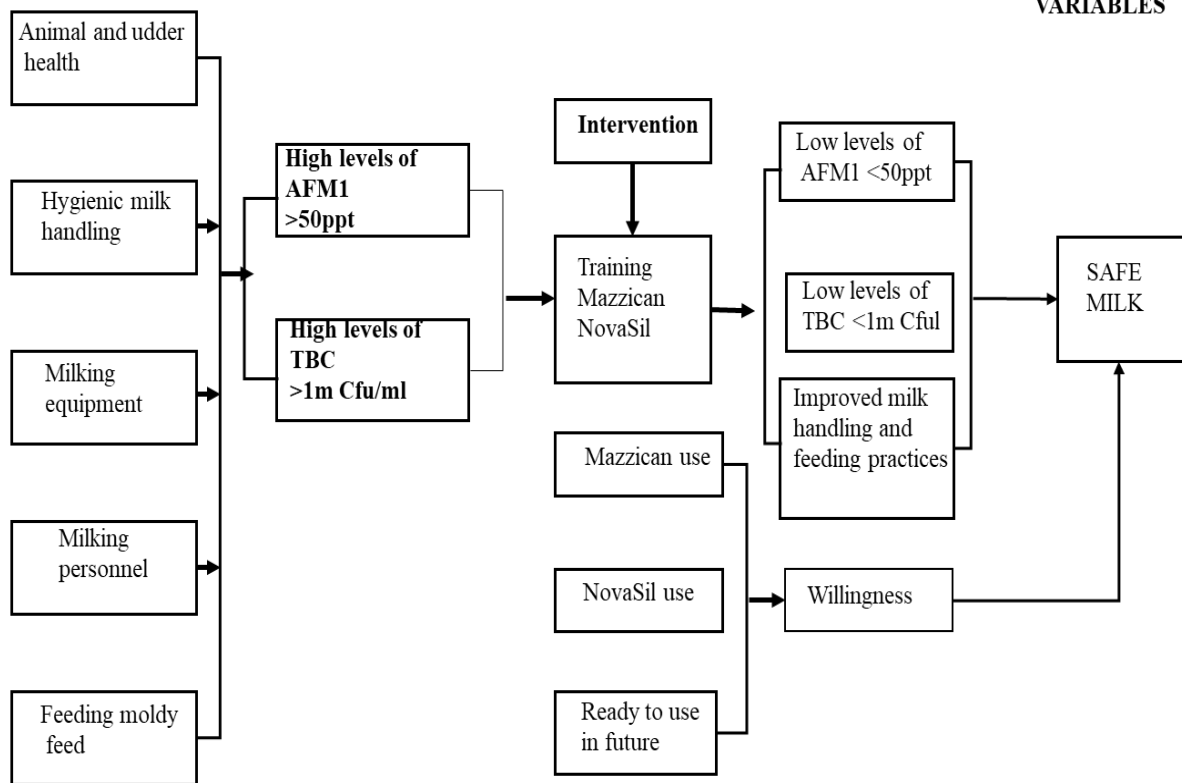 VARIABLES
Animal and udder
health
Hygienic milk
handling
Milking
equipment
Milking
personnel
Feeding moldy
feed
High levels of
AFM1
>50ppt
High levels of
TBC
>1m Cfu/ml
Intervention
Training
Mazzican
NovaSil
Mazzican use
NovaSil use
Ready to use
in future
Low levels of
AFM1 <50ppt
Low levels of
TBC <1m Cful
Improved milk
handling and
feeding practices
Willingness
SAFE
MILK